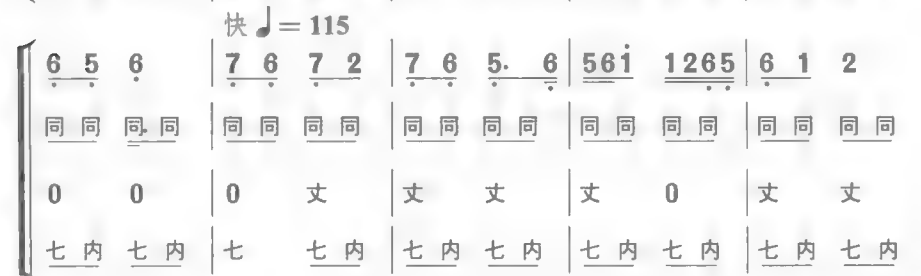 快 ♩= 115
6̣ 5̣ 6̣ | 7̣ 6̣ 7̣ 2 | 7̣ 6̣ 5̣. 6̣ | 5 6 i 1 2 6̣ 5̣ | 6̣ 1 2
同 同 同. 同 | 同 同 同 同 | 同 同 同 同 | 同 同 同 同 | 同 同 同 同
0 0 | 0 丈 | 丈 丈 | 丈 0 | 丈 丈
七 内 七 内 | 七 七 内 | 七 内 七 内 | 七 内 七 内 | 七 内 七 内